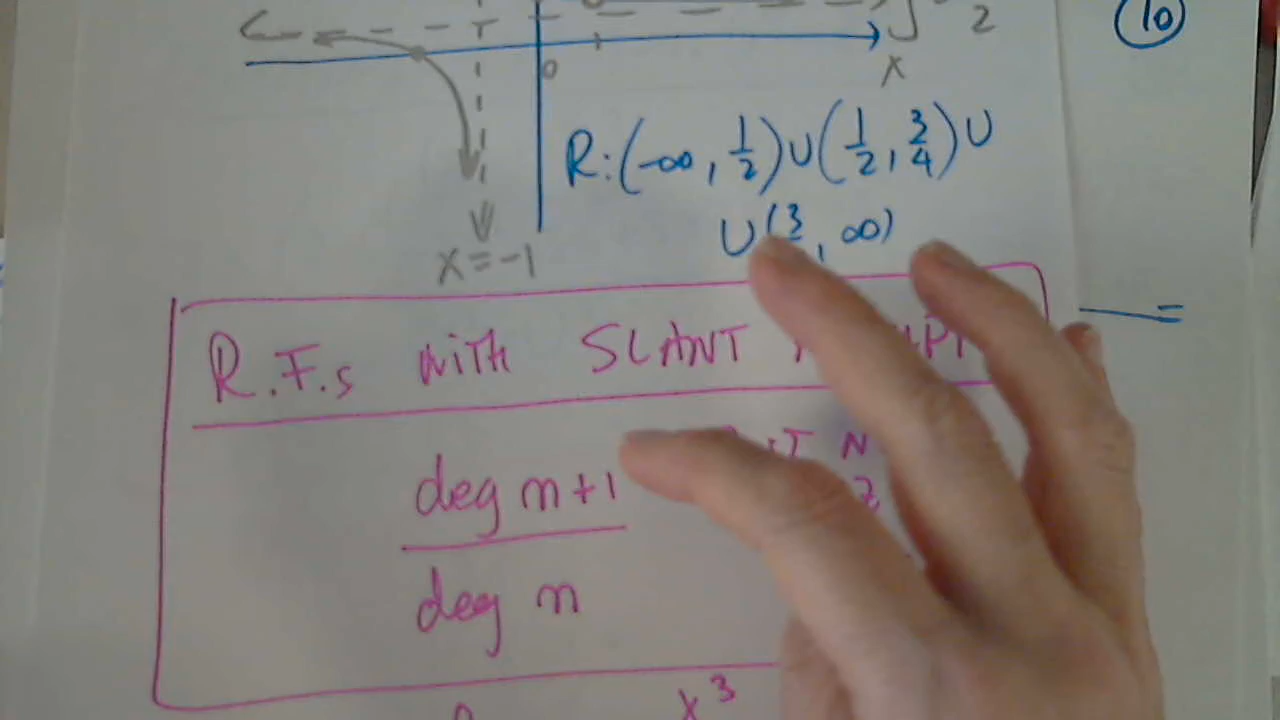 10
2
0
x
R: (-∞, 1/2) ∪ (1/2, 3/4) ∪
∪ (3/, ∞)
x = -1
R.F.s with SLANT
deg n+1
deg n
x³